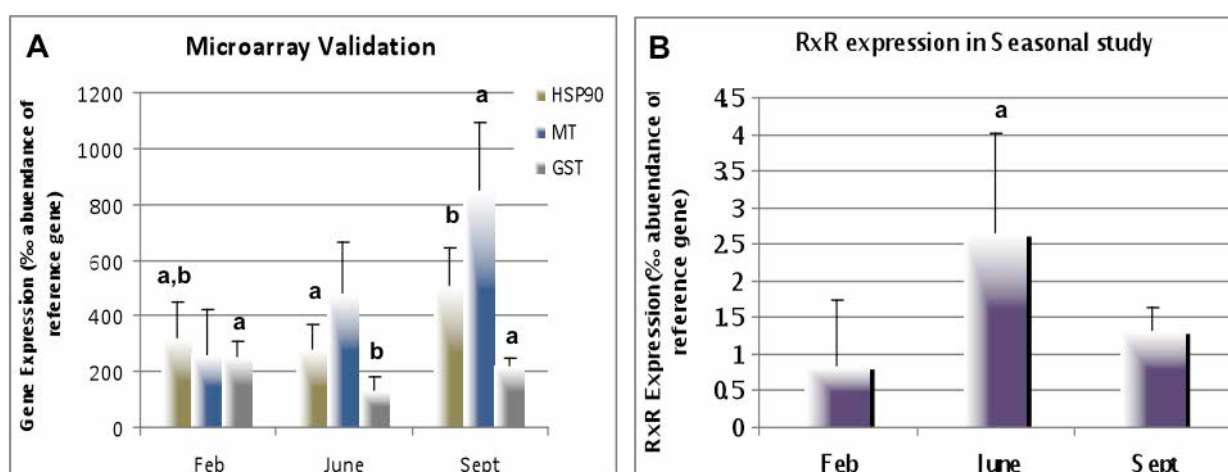 A
Microarray Validation
Gene Expression (‰ abuendance of
reference gene)
1200
1000
800
600
400
200
0
HSP90
MT
GST
a,b
a
a
b
b
a
a
Feb
June
Sept
B
RxR expression in Seasonal study
RxR Expression(‰ abuendance of
reference gene)
4.5
4
3.5
3
2.5
2
1.5
1
0.5
0
a
Feb
June
Sept